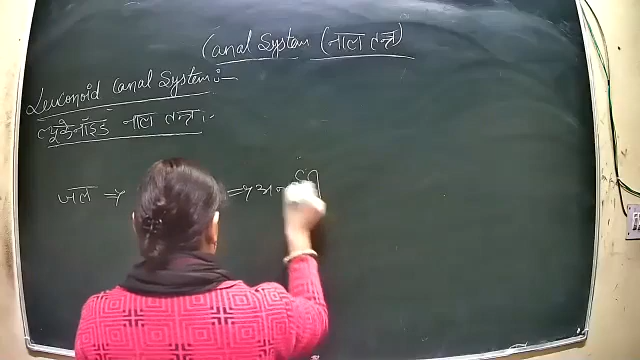 Canal System (नाल तन्त्र)
Leuconoid Canal System :-
ल्यूकेनॉइड नाल तन्त्र :-
जल ⇒ ⇒